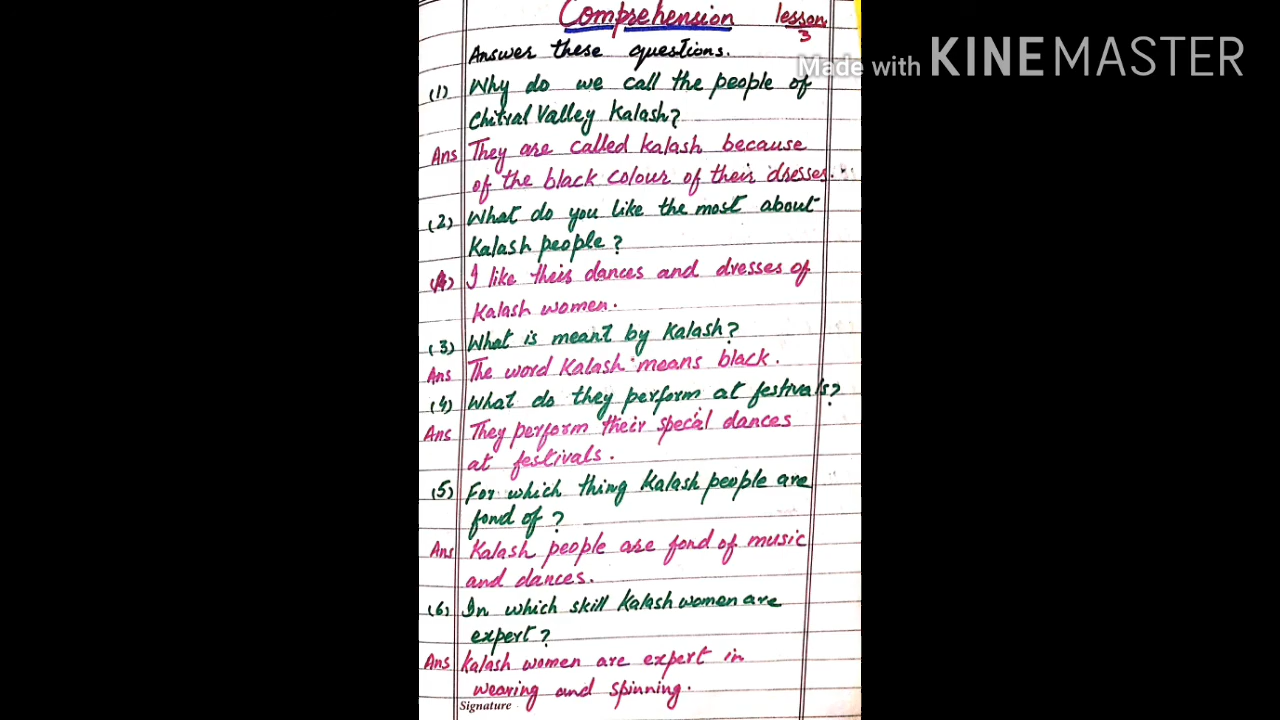 Comprehension lesson 3
Made with KINEMASTER
Answer these questions.
(1) Why do we call the people of
Chitral Valley Kalash?
Ans They are called kalash because
of the black colour of their dresses.
(2) What do you like the most about
Kalash people?
(A) I like their dances and dresses of
Kalash women.
(3) What is meant by Kalash?
Ans The word Kalash means black.
(4) What do they perform at festivals?
Ans They perform their specal dances
at festivals.
(5) For which thing Kalash people are
fond of?
Ans Kalash people are fond of music
and dances.
(6) In which skill Kalash women are
expert?
Ans Kalash women are expert in
wearing and spinning.
Signature